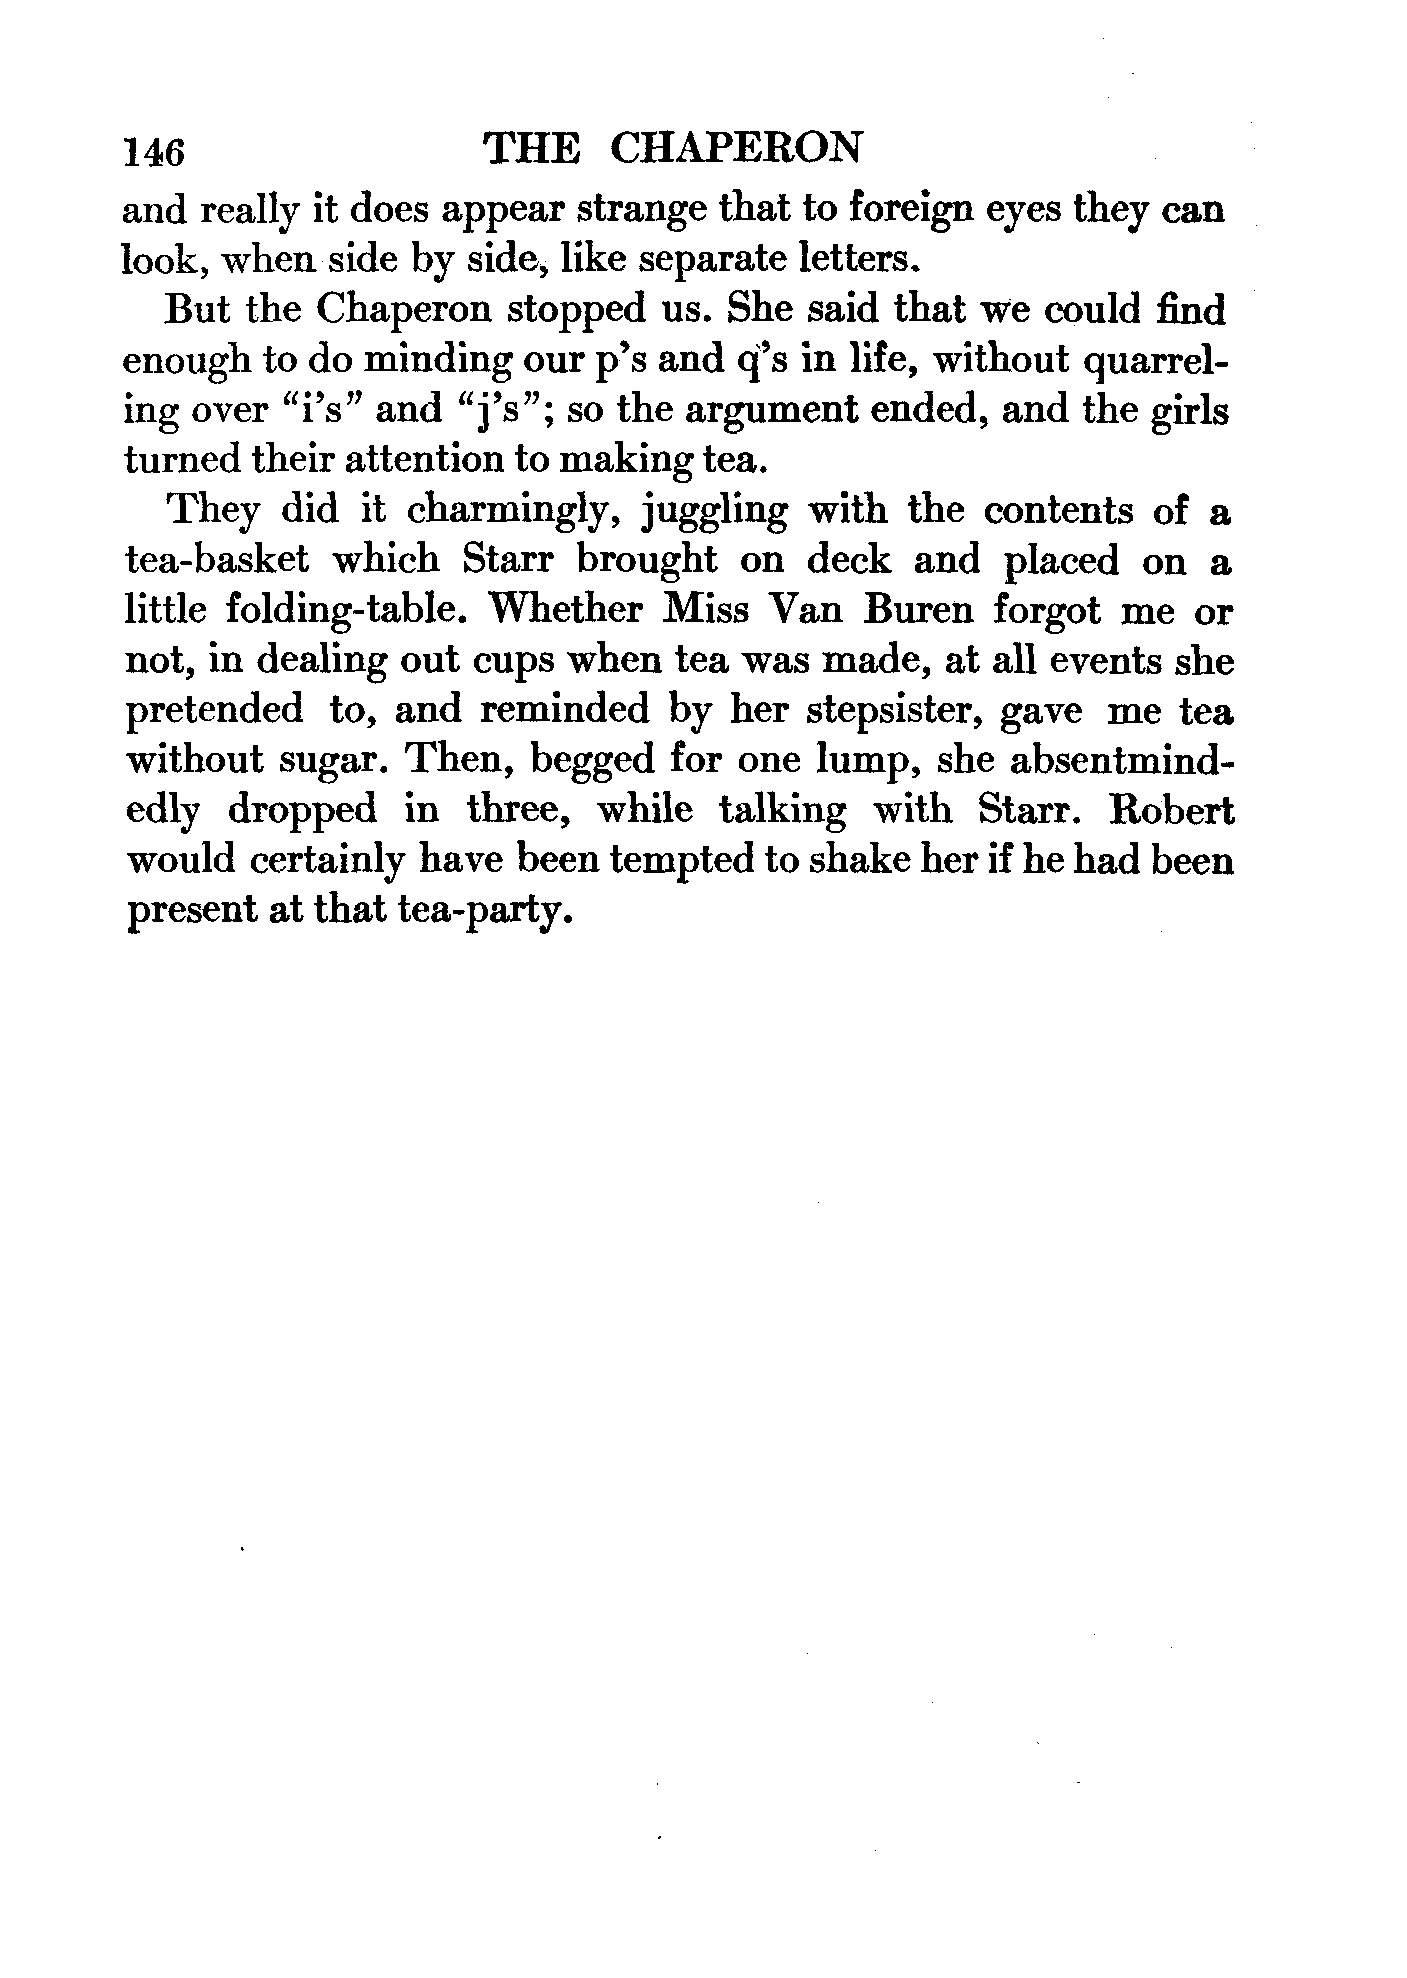 146 THE CHAPERON
and really it does appear strange that to foreign eyes they can
look, when side by side, like separate letters.
But the Chaperon stopped us. She said that we could find
enough to do minding our p's and q's in life, without quarrel-
ing over "i's" and "j's"; so the argument ended, and the girls
turned their attention to making tea.
They did it charmingly, juggling with the contents of a
tea-basket which Starr brought on deck and placed on a
little folding-table. Whether Miss Van Buren forgot me or
not, in dealing out cups when tea was made, at all events she
pretended to, and reminded by her stepsister, gave me tea
without sugar. Then, begged for one lump, she absentmind-
edly dropped in three, while talking with Starr. Robert
would certainly have been tempted to shake her if he had been
present at that tea-party.